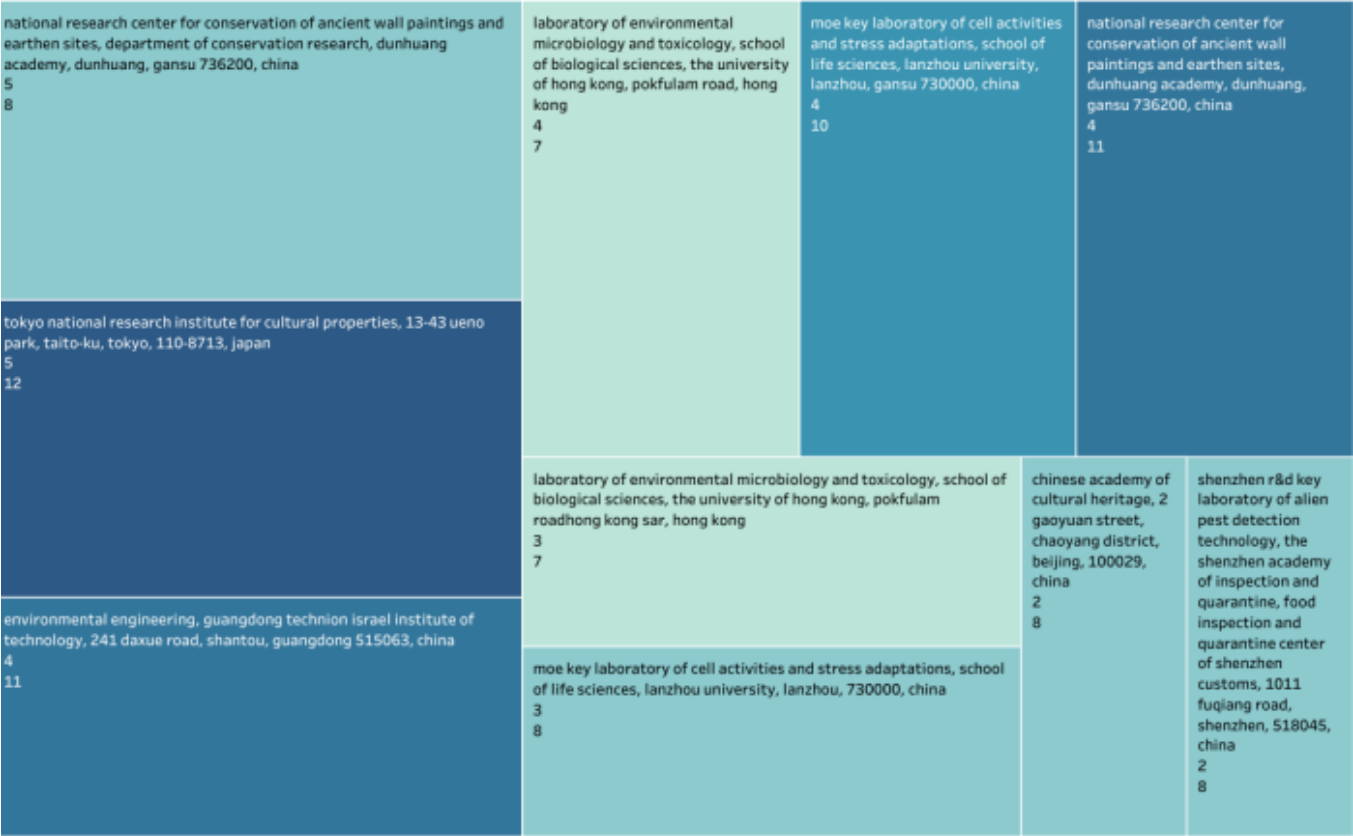 national research center for conservation of ancient wall paintings and
earthen sites, department of conservation research, dunhuang
academy, dunhuang, gansu 736200, china
5
8
tokyo national research institute for cultural properties, 13-43 ueno
park, taito-ku, tokyo, 110-8713, japan
5
12
environmental engineering, guangdong technion israel institute of
technology, 241 daxue road, shantou, guangdong 515063, china
4
11
laboratory of environmental
microbiology and toxicology, school
of biological sciences, the university
of hong kong, pokfulam road, hong
kong
4
7
moe key laboratory of cell activities
and stress adaptations, school of
life sciences, lanzhou university,
lanzhou, gansu 730000, china
4
10
national research center for
conservation of ancient wall
paintings and earthen sites,
dunhuang academy, dunhuang,
gansu 736200, china
4
11
laboratory of environmental microbiology and toxicology, school of
biological sciences, the university of hong kong, pokfulam
roadhong kong sar, hong kong
3
7
moe key laboratory of cell activities and stress adaptations, school
of life sciences, lanzhou university, lanzhou, 730000, china
3
8
chinese academy of
cultural heritage, 2
gaoyuan street,
chaoyang district,
beijing, 100029,
china
2
8
shenzhen r&d key
laboratory of alien
pest detection
technology, the
shenzhen academy
of inspection and
quarantine, food
inspection and
quarantine center
of shenzhen
customs, 1011
fuqiang road,
shenzhen, 518045,
china
2
8